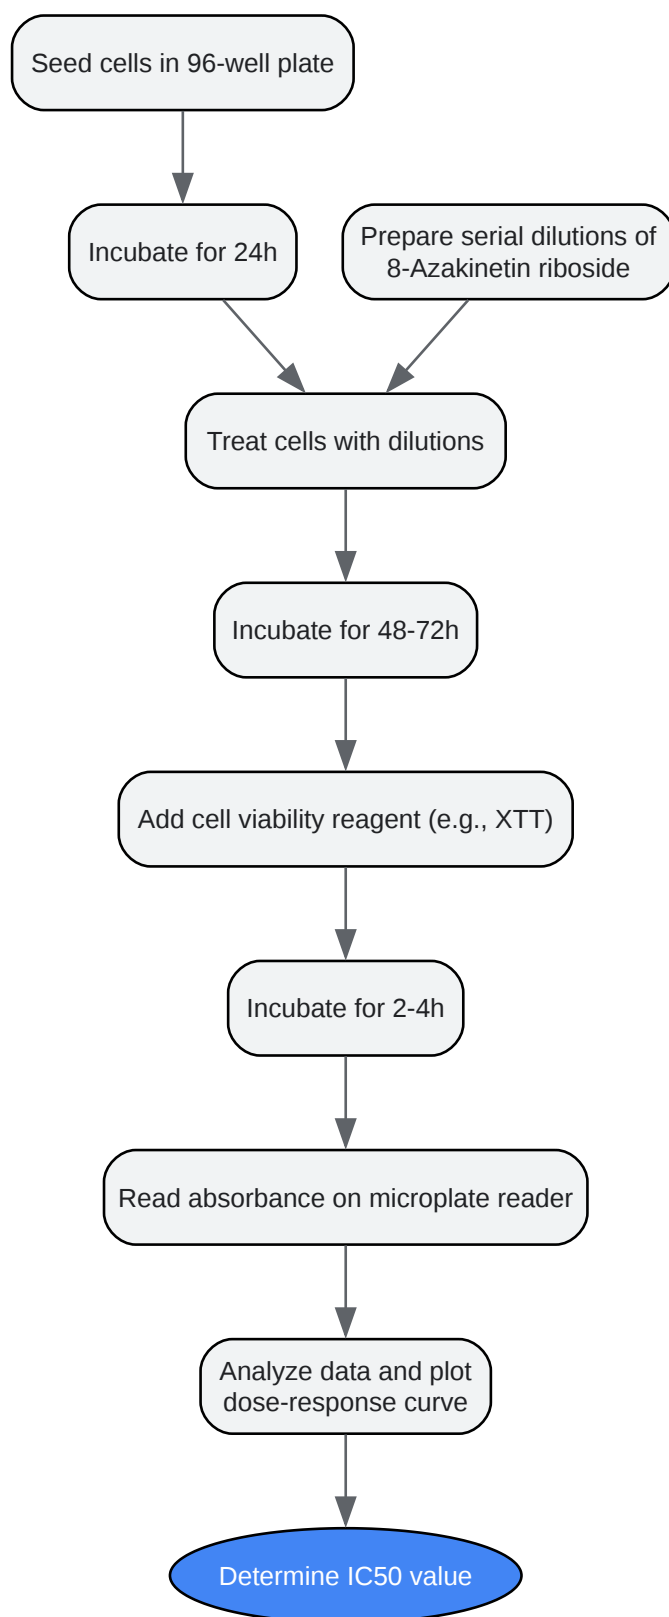 Seed cells in 96-well plate
Incubate for 24h
Prepare serial dilutions of
8-Azakinetin riboside
Treat cells with dilutions
Incubate for 48-72h
Add cell viability reagent (e.g., XTT)
Incubate for 2-4h
Read absorbance on microplate reader
Analyze data and plot
dose-response curve
Determine IC50 value